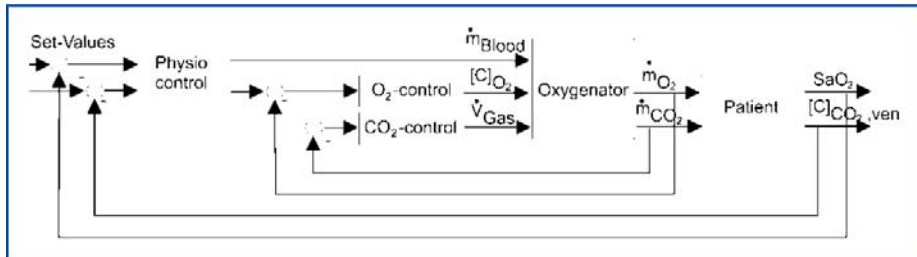 Set-Values
Physio
control
ṁBlood
[C]O₂
O₂-control
V̇Gas
CO₂-control
Oxygenator
ṁO₂
ṁCO₂
Patient
SaO₂
[C]CO₂,ven